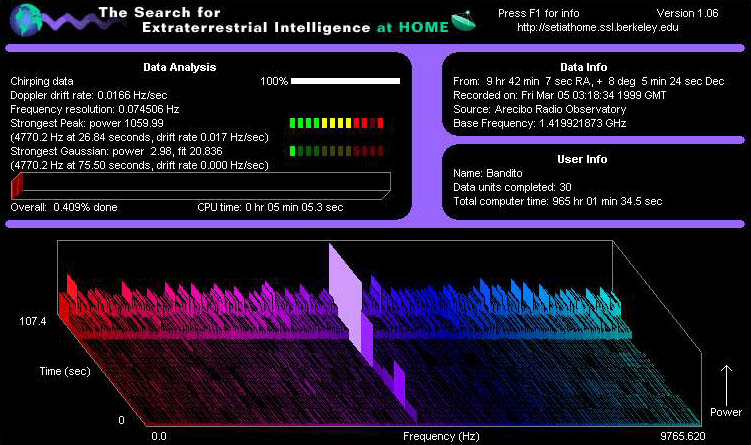 The Search for
Extraterrestrial Intelligence at HOME
Press F1 for info Version 1.06
http://setiathome.ssl.berkeley.edu
Data Analysis
Chirping data 100%
Doppler drift rate: 0.0166 Hz/sec
Frequency resolution: 0.074506 Hz
Strongest Peak: power 1059.99
(4770.2 Hz at 26.84 seconds, drift rate 0.017 Hz/sec)
Strongest Gaussian: power 2.98, fit 20.836
(4770.2 Hz at 75.50 seconds, drift rate 0.000 Hz/sec)
Overall: 0.409% done CPU time: 0 hr 05 min 05.3 sec
Data Info
From: 9 hr 42 min 7 sec RA, + 8 deg 5 min 24 sec Dec
Recorded on: Fri Mar 05 03:18:34 1999 GMT
Source: Arecibo Radio Observatory
Base Frequency: 1.419921873 GHz
User Info
Name: Bandito
Data units completed: 30
Total computer time: 965 hr 01 min 34.5 sec
107.4
Time (sec)
0
0.0
Frequency (Hz)
9765.620
Power